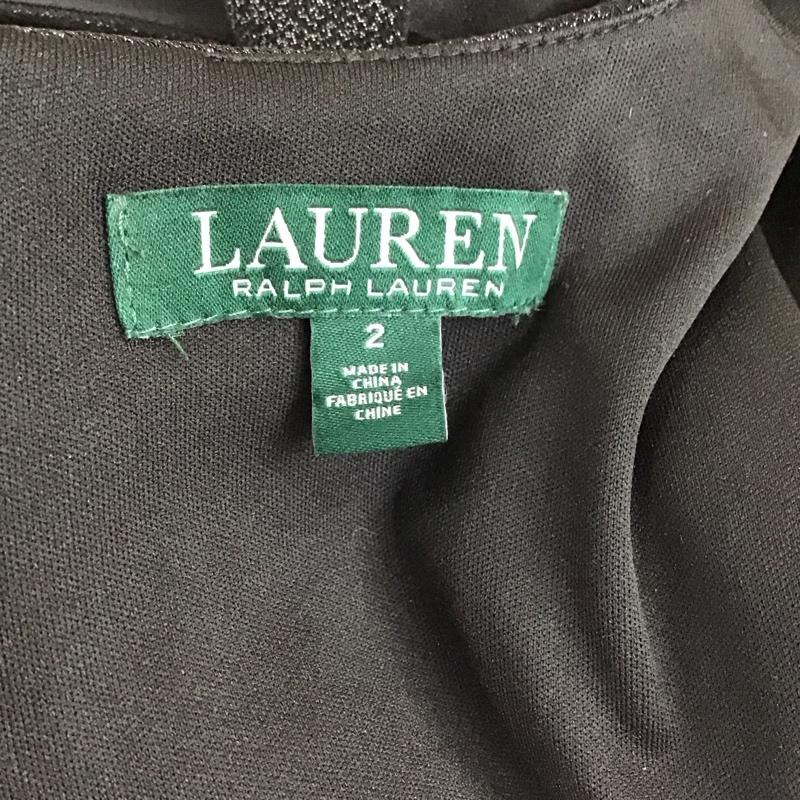 LAUREN
RALPH LAUREN
2
MADE IN
CHINA
FABRIQUÉ EN
CHINE